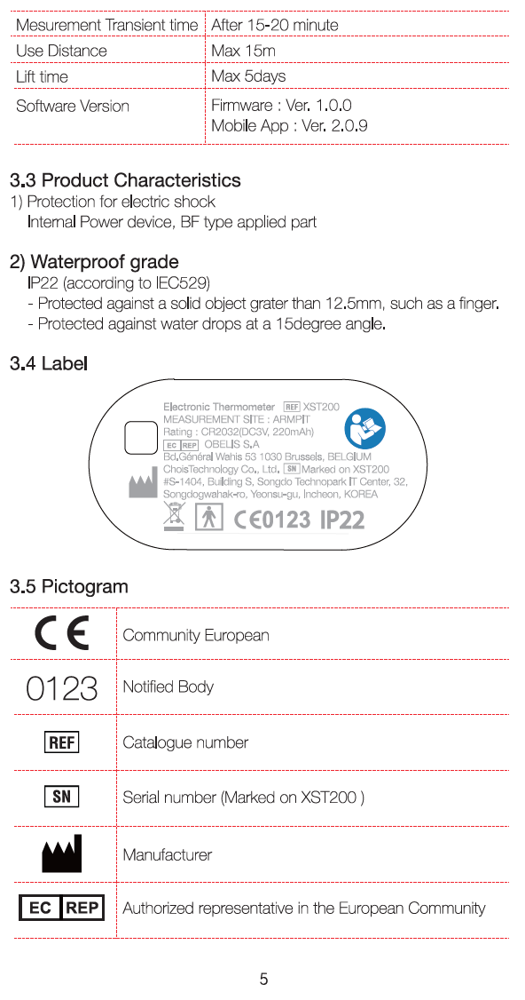 Mesurement Transient time After 15-20 minute
Use Distance Max 15m
Lift time Max 5days
Software Version Firmware : Ver. 1.0.0
Mobile App : Ver. 2.0.9
3.3 Product Characteristics
1) Protection for electric shock
Internal Power device, BF type applied part
2) Waterproof grade
IP22 (according to IEC529)
- Protected against a solid object grater than 12.5mm, such as a finger.
- Protected against water drops at a 15degree angle.
3.4 Label
Electronic Thermometer REF XST200
MEASUREMENT SITE : ARMPIT
Rating : CR2032(DC3V, 220mAh)
EC REP OBELIS S.A
Bd.Général Wahis 53 1030 Brussels, BELGIUM
ChoisTechnology Co., Ltd. SN Marked on XST200
#S-1404, Building S, Songdo Technopark IT Center, 32,
Songdogwahak-ro, Yeonsu-gu, Incheon, KOREA
CE0123 IP22
3.5 Pictogram
CE Community European
0123 Notified Body
REF Catalogue number
SN Serial number (Marked on XST200 )
Manufacturer
EC REP Authorized representative in the European Community
5